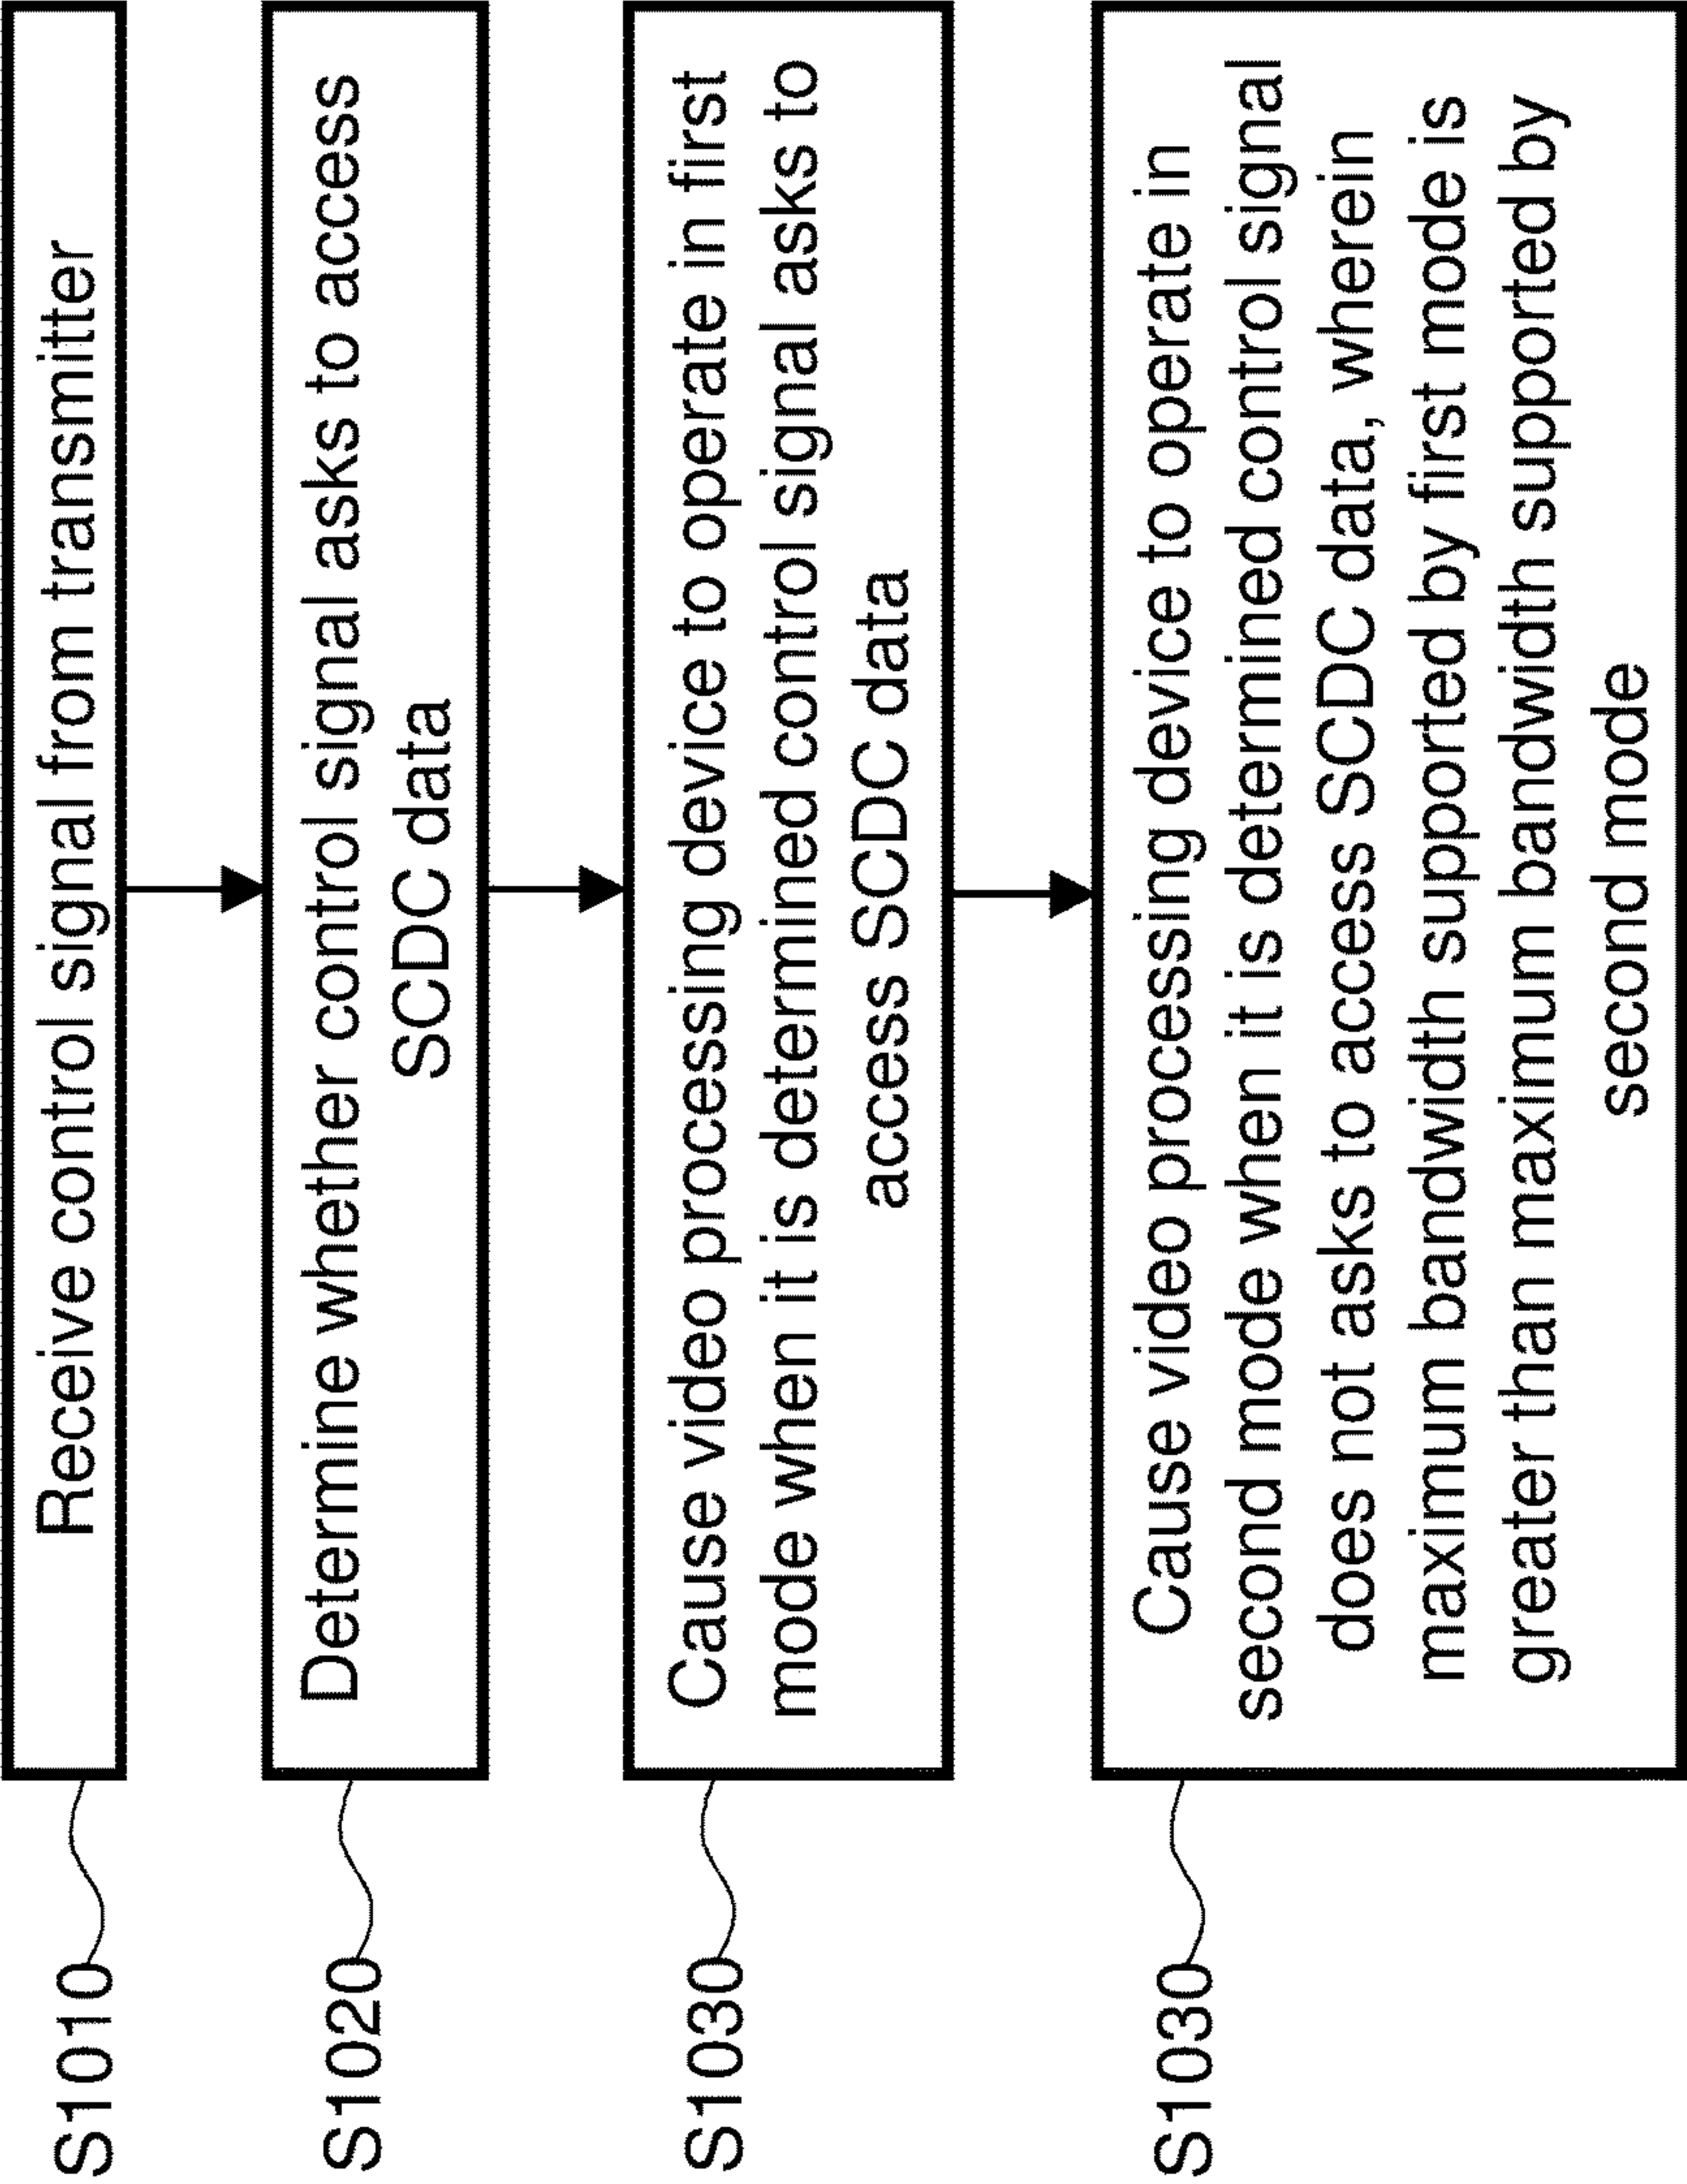 S1010
Receive control signal from transmitter
S1020
Determine whether control signal asks to access
SCDC data
S1030
Cause video processing device to operate in first
mode when it is determined control signal asks to
access SCDC data
S1030
Cause video processing device to operate in
second mode when it is determined control signal
does not asks to access SCDC data, wherein
maximum bandwidth supported by first mode is
greater than maximum bandwidth supported by
second mode